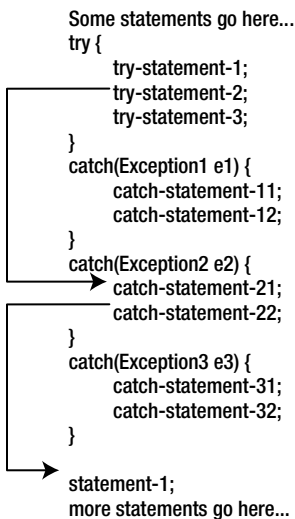 Some statements go here...
try {
try-statement-1;
try-statement-2;
try-statement-3;
}
catch(Exception1 e1) {
catch-statement-11;
catch-statement-12;
}
catch(Exception2 e2) {
catch-statement-21;
catch-statement-22;
}
catch(Exception3 e3) {
catch-statement-31;
catch-statement-32;
}
statement-1;
more statements go here...